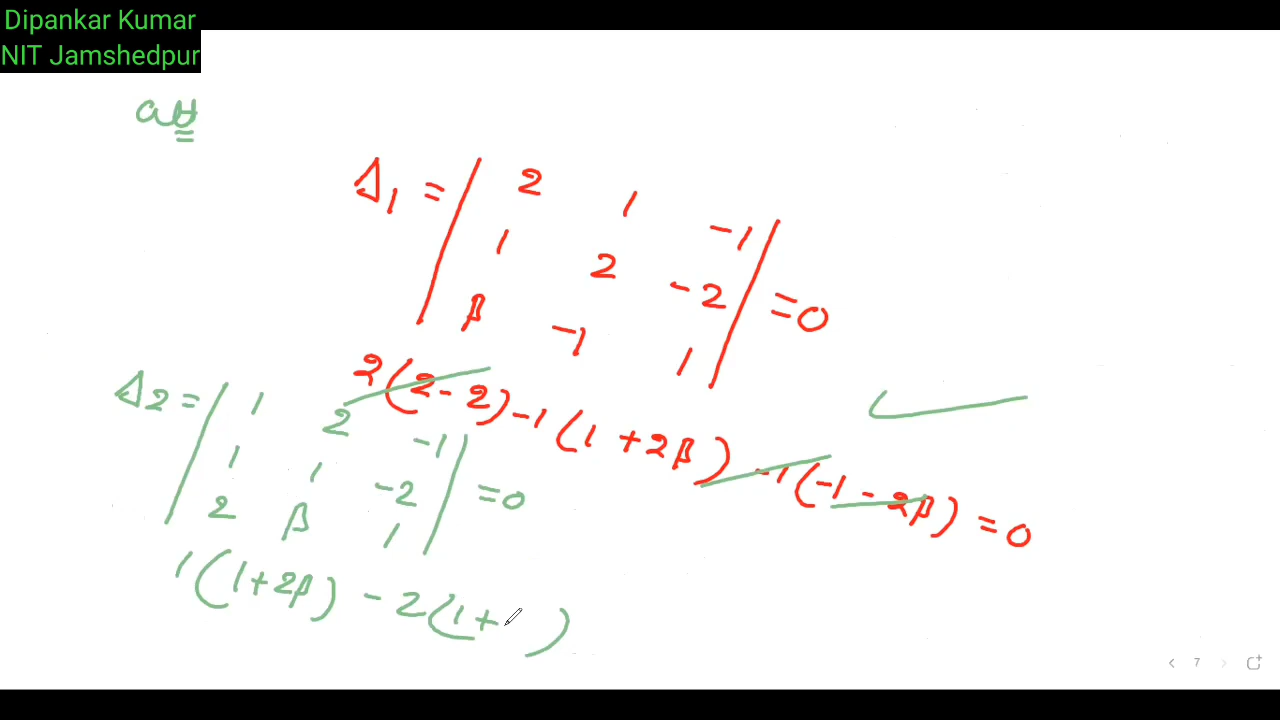 Dipankar Kumar
NIT Jamshedpur
Δ₁ = | 2 1 -1 |
| 1 2 -2 | = 0
| β -1 1 |
2(2-2) -1(1+2β) -1(-1-2β) = 0
Δ2 = | 1 2 -1 |
| 1 1 -2 | = 0
| 2 β 1 |
1(1+2β) - 2(1+ )
7